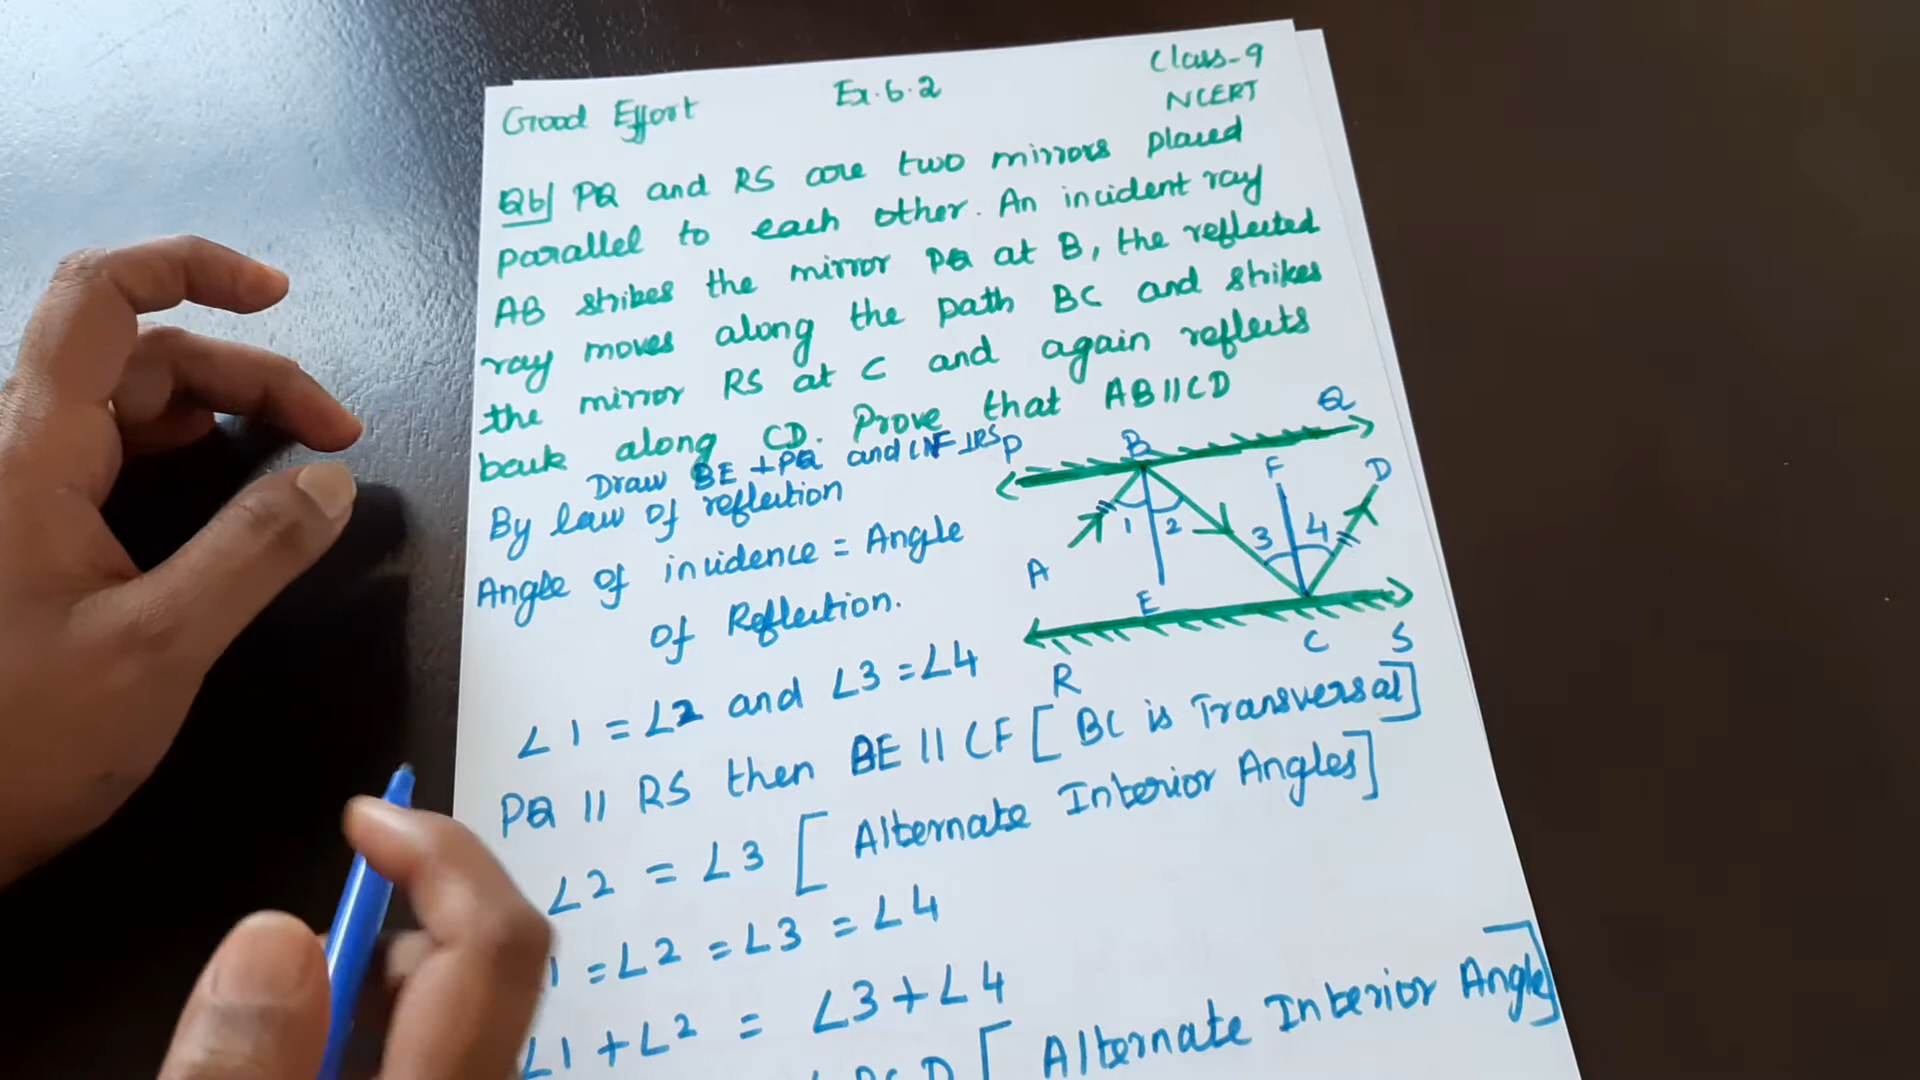 Good Effort Ex.6.2 Class-9
NCERT
Q6/ PQ and RS are two mirrors placed
parallel to each other. An incident ray
AB strikes the mirror PQ at B, the reflected
ray moves along the path BC and strikes
the mirror RS at C and again reflects
back along CD. Prove that AB||CD
Draw BE ⊥ PQ and CF ⊥ RS
By law of reflection
Angle of incidence = Angle
of Reflection.
P B Q
F D
1 2 3 4
A
E
C S
R
∠1 = ∠2 and ∠3 = ∠4
PQ || RS then BE || CF [BC is Transversal]
∠2 = ∠3 [Alternate Interior Angles]
1 = ∠2 = ∠3 = ∠4
∠1 + ∠2 = ∠3 + ∠4
[Alternate Interior Angle]